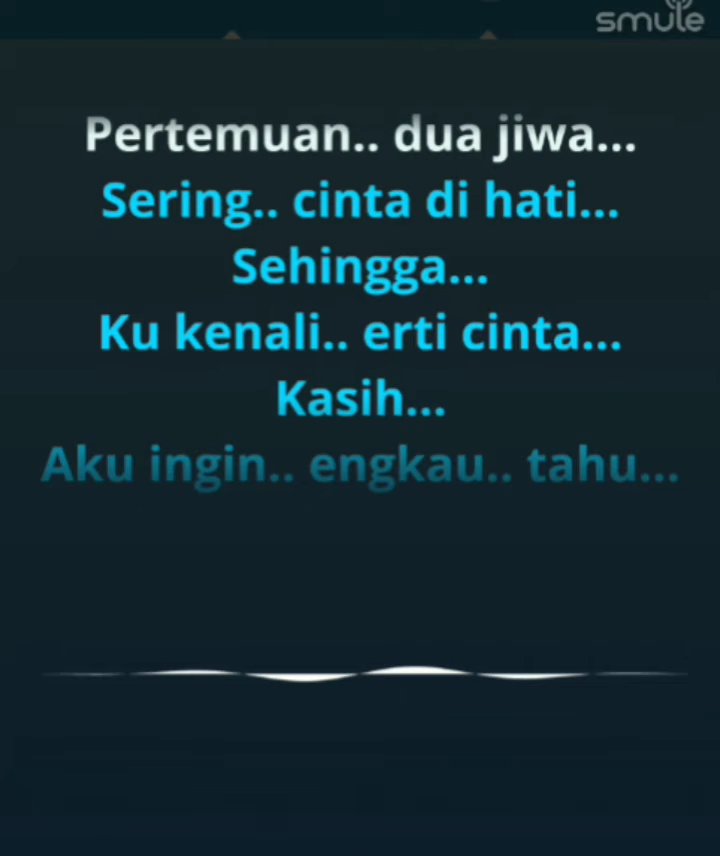 smule
Pertemuan.. dua jiwa...
Sering.. cinta di hati...
Sehingga...
Ku kenali.. erti cinta...
Kasih...
Aku ingin.. engkau.. tahu...